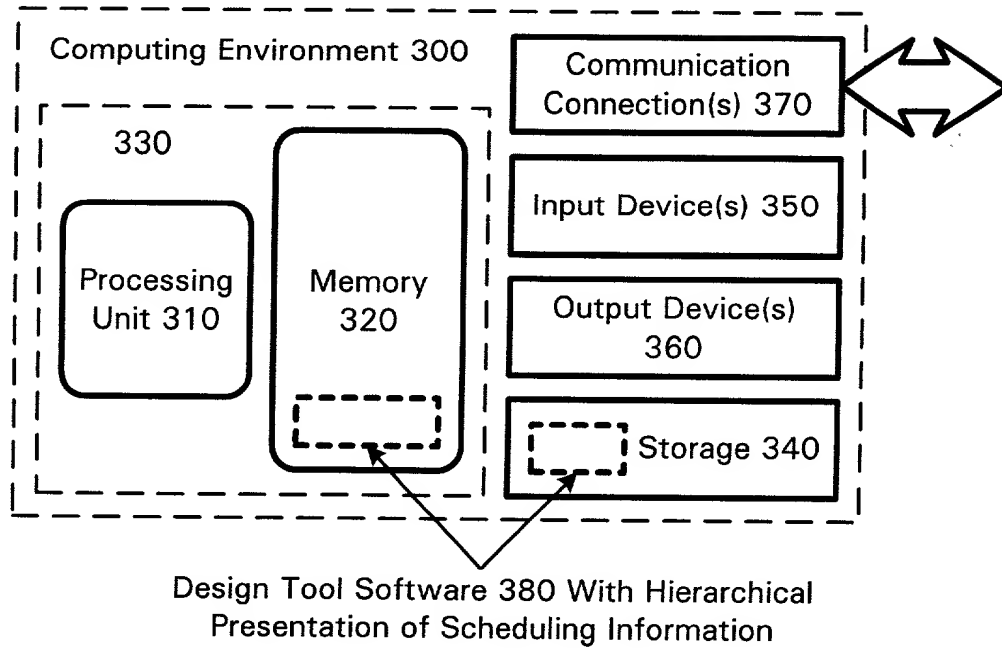 Computing Environment 300
Communication
Connection(s) 370
330
Input Device(s) 350
Processing
Unit 310
Memory
320
Output Device(s)
360
Storage 340
Design Tool Software 380 With Hierarchical
Presentation of Scheduling Information